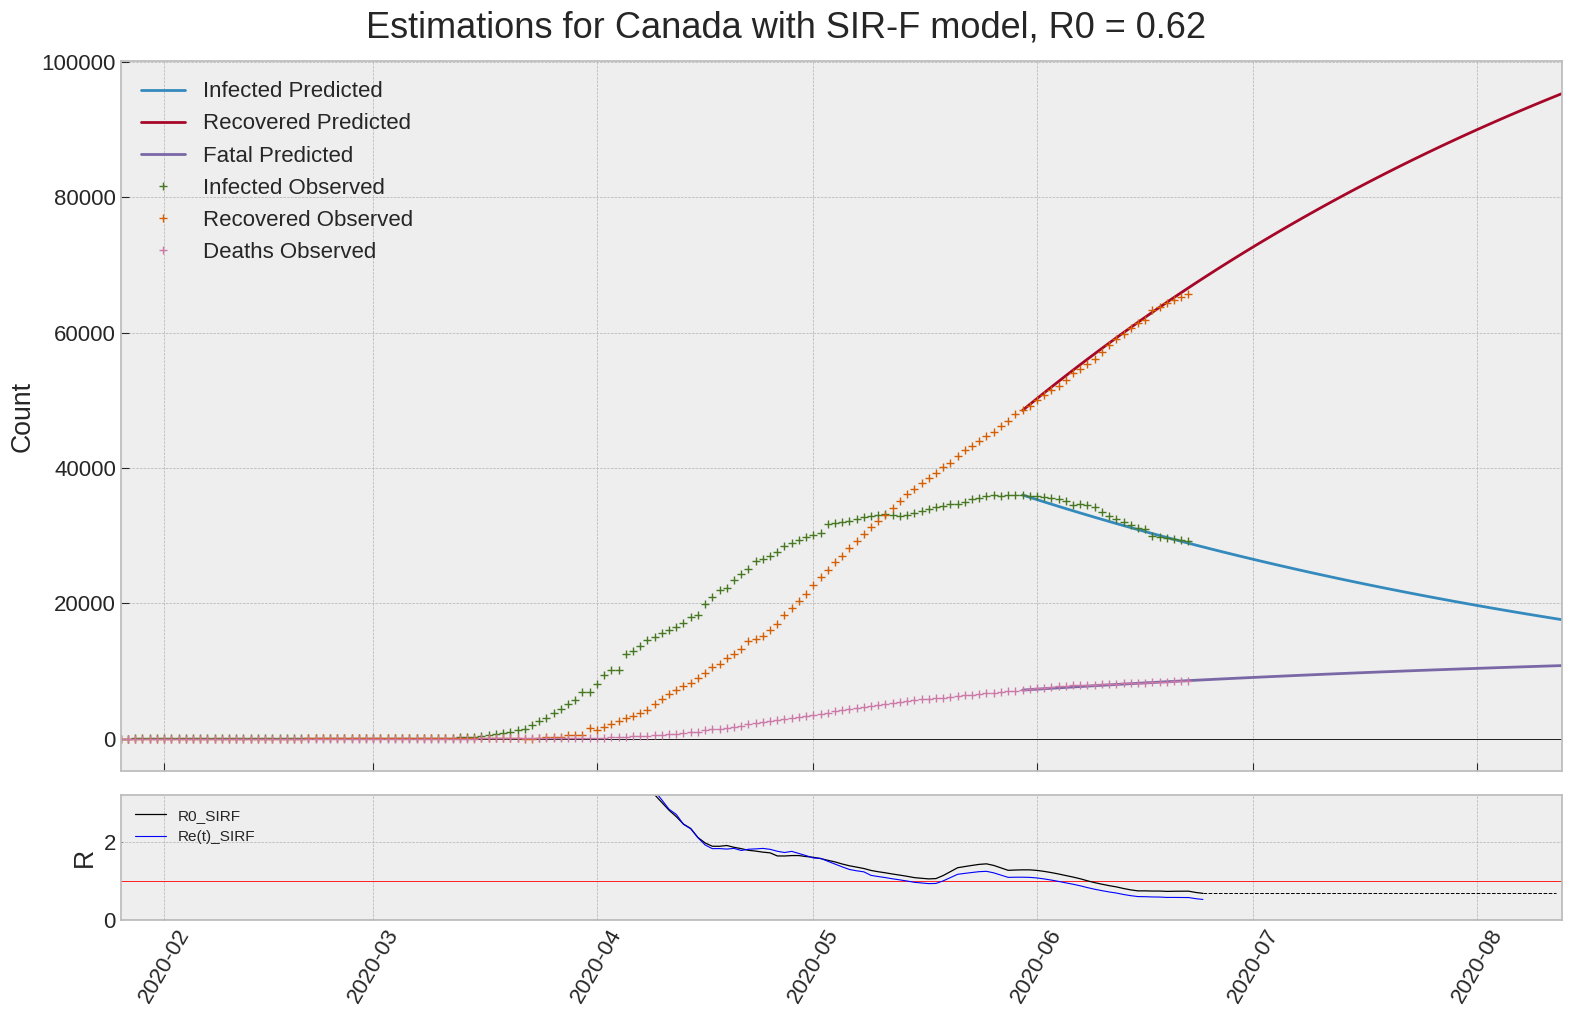 Estimations for Canada with SIR-F model, R0 = 0.62
100000
80000
60000
40000
20000
0
Count
Infected Predicted
Recovered Predicted
Fatal Predicted
Infected Observed
Recovered Observed
Deaths Observed
R
2
0
R0_SIRF
Re(t)_SIRF
2020-02
2020-03
2020-04
2020-05
2020-06
2020-07
2020-08